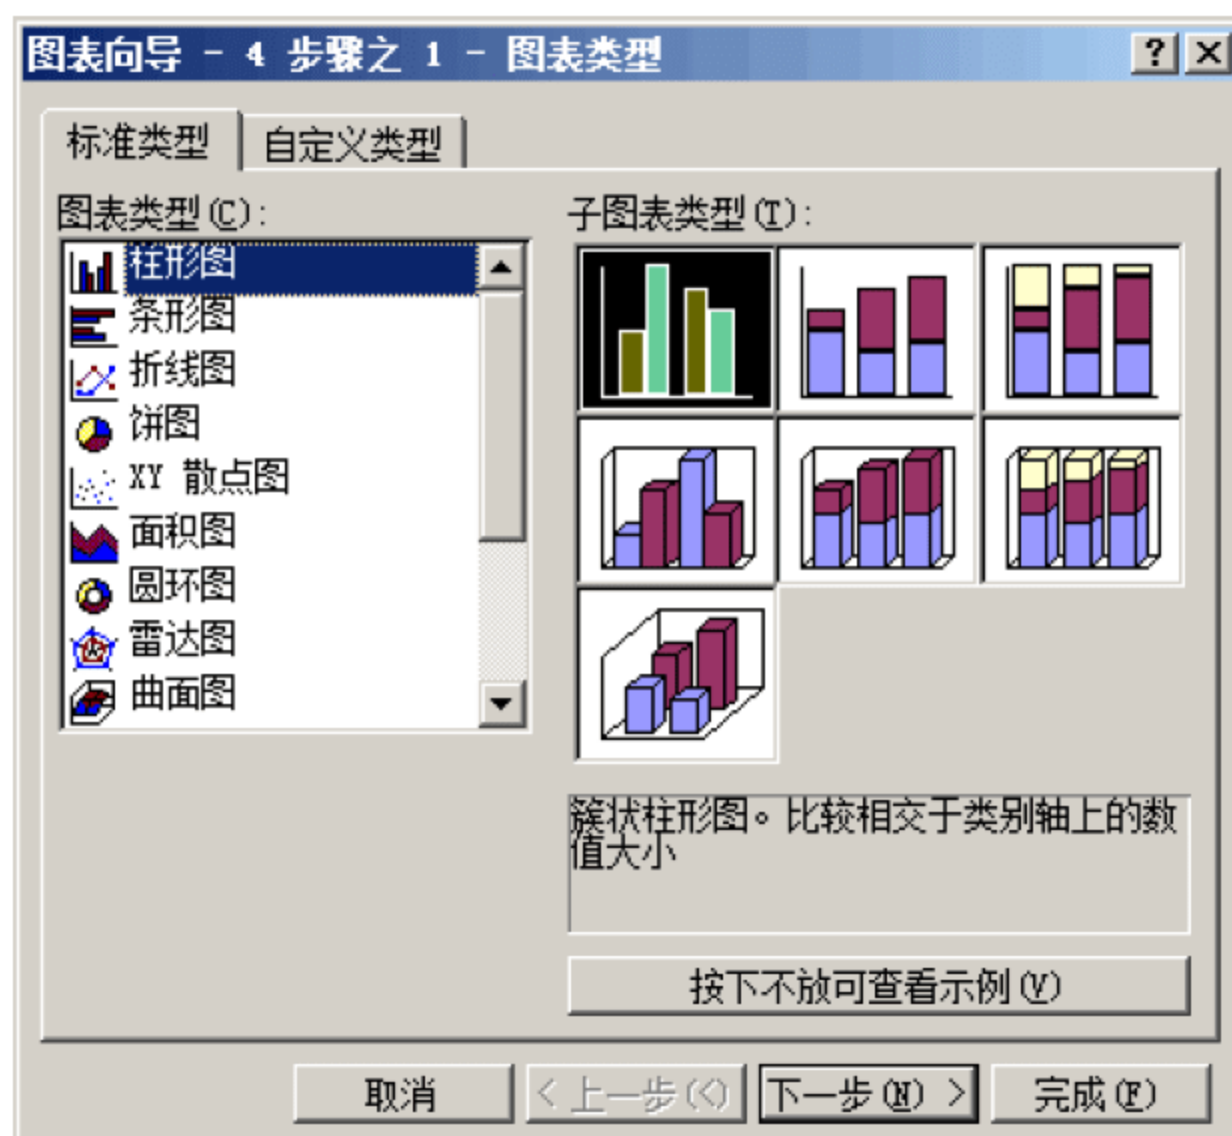 图表向导 - 4 步骤之 1 - 图表类型
标准类型
自定义类型
图表类型(C):
子图表类型(T):
柱形图
条形图
折线图
饼图
XY 散点图
面积图
圆环图
雷达图
曲面图
簇状柱形图。比较相交于类别轴上的数
值大小
按下不放可查看示例(V)
取消
< 上一步(<)
下一步(N) >
完成(F)